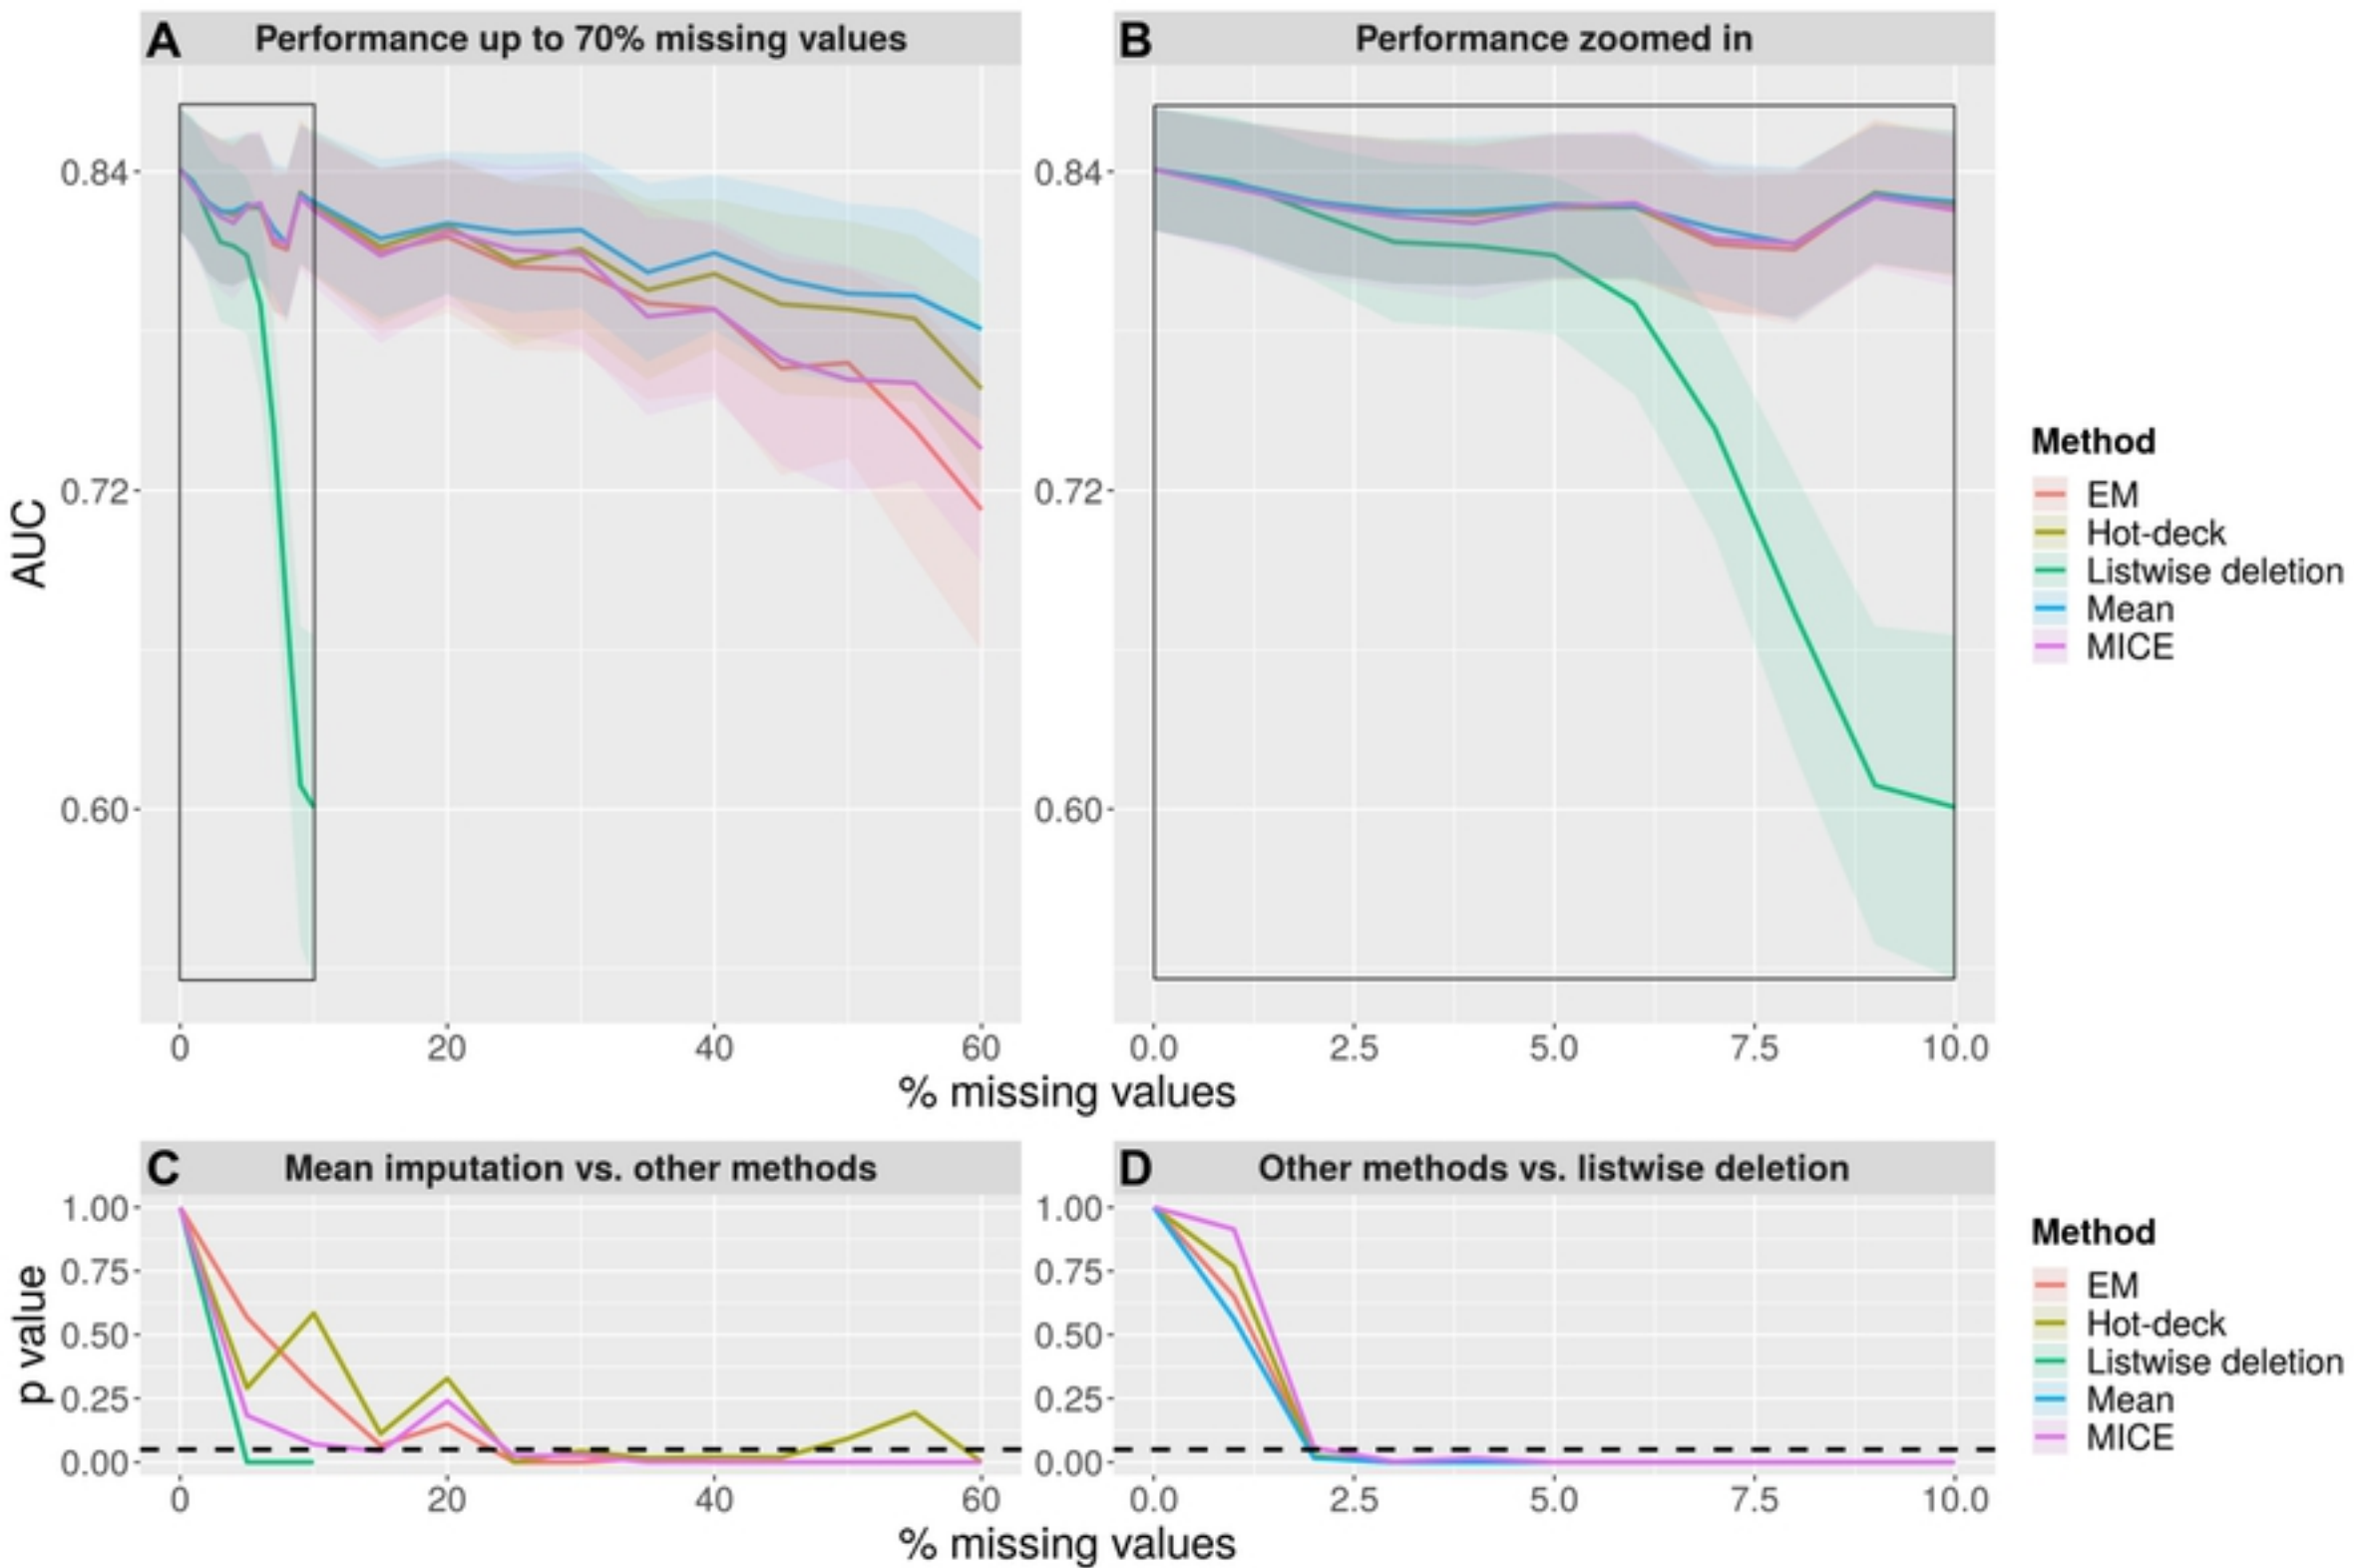 A Performance up to 70% missing values
B Performance zoomed in
AUC
0.84
0.72
0.60
0 20 40 60
0.84
0.72
0.60
0.0 2.5 5.0 7.5 10.0
% missing values
Method
EM
Hot-deck
Listwise deletion
Mean
MICE
C Mean imputation vs. other methods
D Other methods vs. listwise deletion
p value
1.00
0.75
0.50
0.25
0.00
0 20 40 60
1.00
0.75
0.50
0.25
0.00
0.0 2.5 5.0 7.5 10.0
% missing values
Method
EM
Hot-deck
Listwise deletion
Mean
MICE